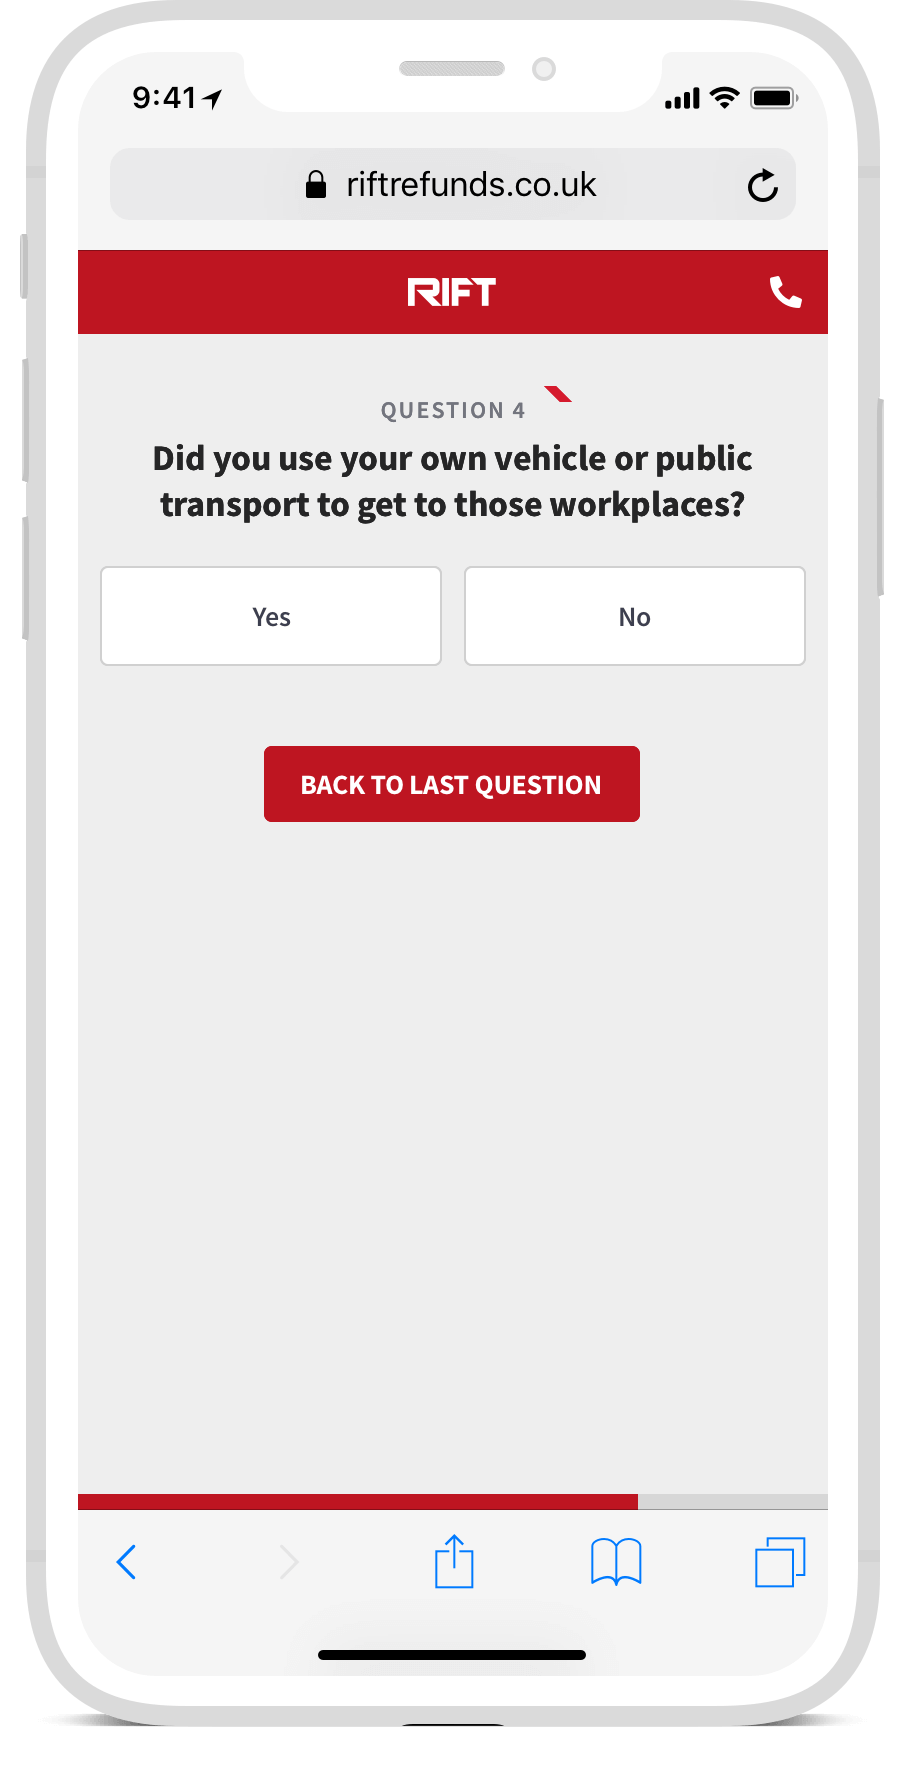 9:41
riftrefunds.co.uk
RIFT
QUESTION 4
Did you use your own vehicle or public
transport to get to those workplaces?
Yes
No
BACK TO LAST QUESTION